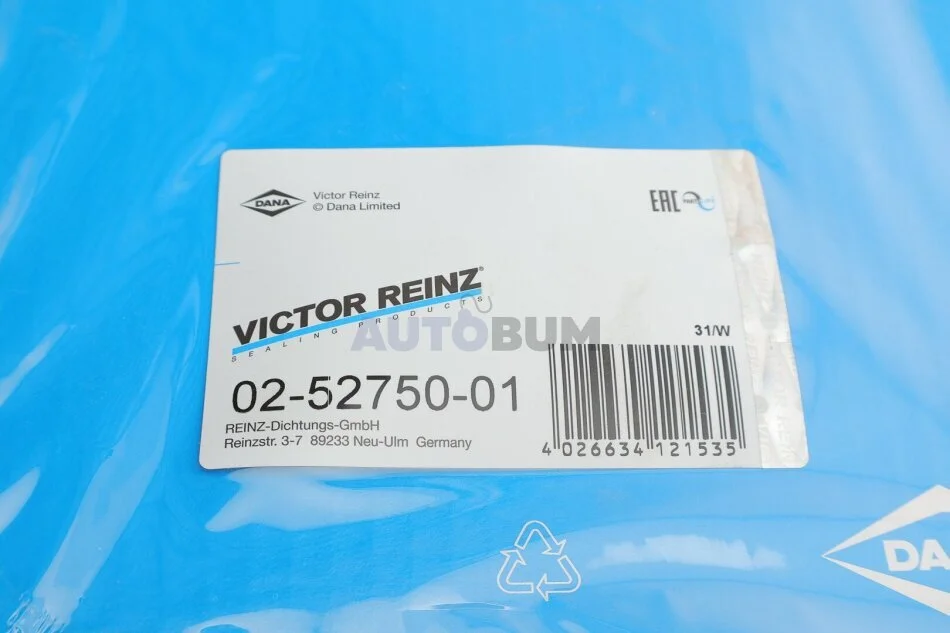 DANA
Victor Reinz
© Dana Limited
EAC
VICTOR REINZ®
SEALING PRODUCTS
AUTOBUM
31/W
02-52750-01
REINZ-Dichtungs-GmbH
Reinzstr. 3-7 89233 Neu-Ulm Germany
4 026634 121535
DA